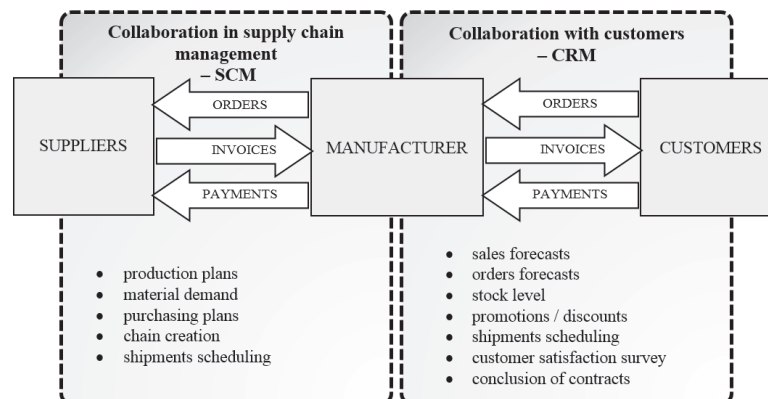 Collaboration in supply chain
management
– SCM
Collaboration with customers
– CRM
SUPPLIERS
ORDERS
INVOICES
PAYMENTS
MANUFACTURER
ORDERS
INVOICES
PAYMENTS
CUSTOMERS
• production plans
• material demand
• purchasing plans
• chain creation
• shipments scheduling
• sales forecasts
• orders forecasts
• stock level
• promotions / discounts
• shipments scheduling
• customer satisfaction survey
• conclusion of contracts